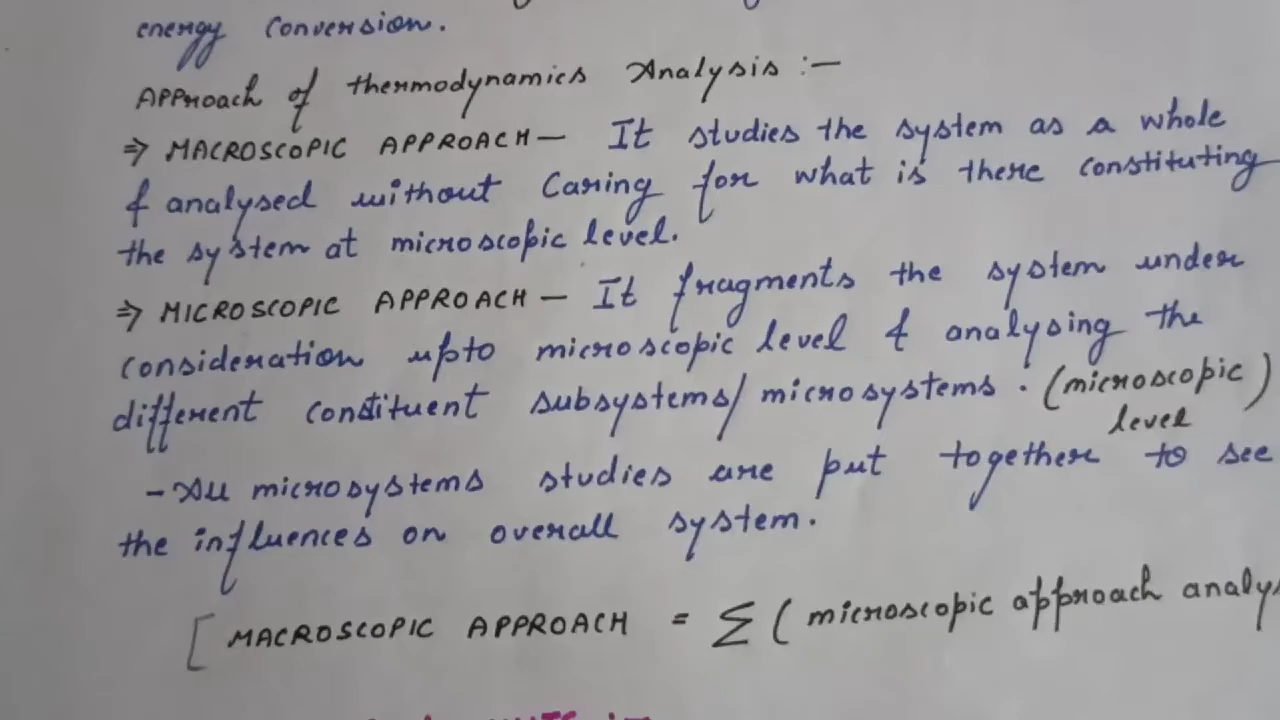 energy conversion.
Approach of thermodynamics Analysis :-
⇒ MACROSCOPIC APPROACH - It studies the system as a whole
& analysed without caring for what is there constituting
the system at microscopic level.
⇒ MICROSCOPIC APPROACH - It fragments the system under
consideration upto microscopic level & analysing the
different constituent subsystems/microsystems. (microscopic
level)
- All microsystems studies are put together to see
the influences on overall system.
[ MACROSCOPIC APPROACH = Σ ( microscopic approach analys